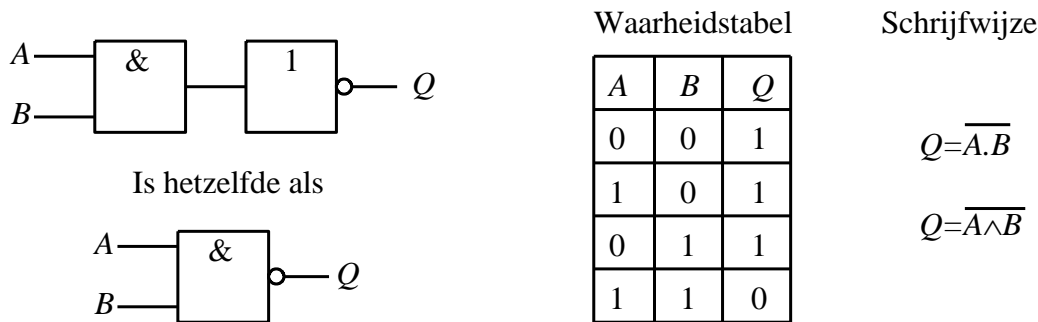 A & 1 Q
B
Is hetzelfde als
A & Q
B
Waarheidstabel
A B Q
0 0 1
1 0 1
0 1 1
1 1 0
Schrijfwijze
Q=A̅.̅B̅
Q=A̅∧̅B̅